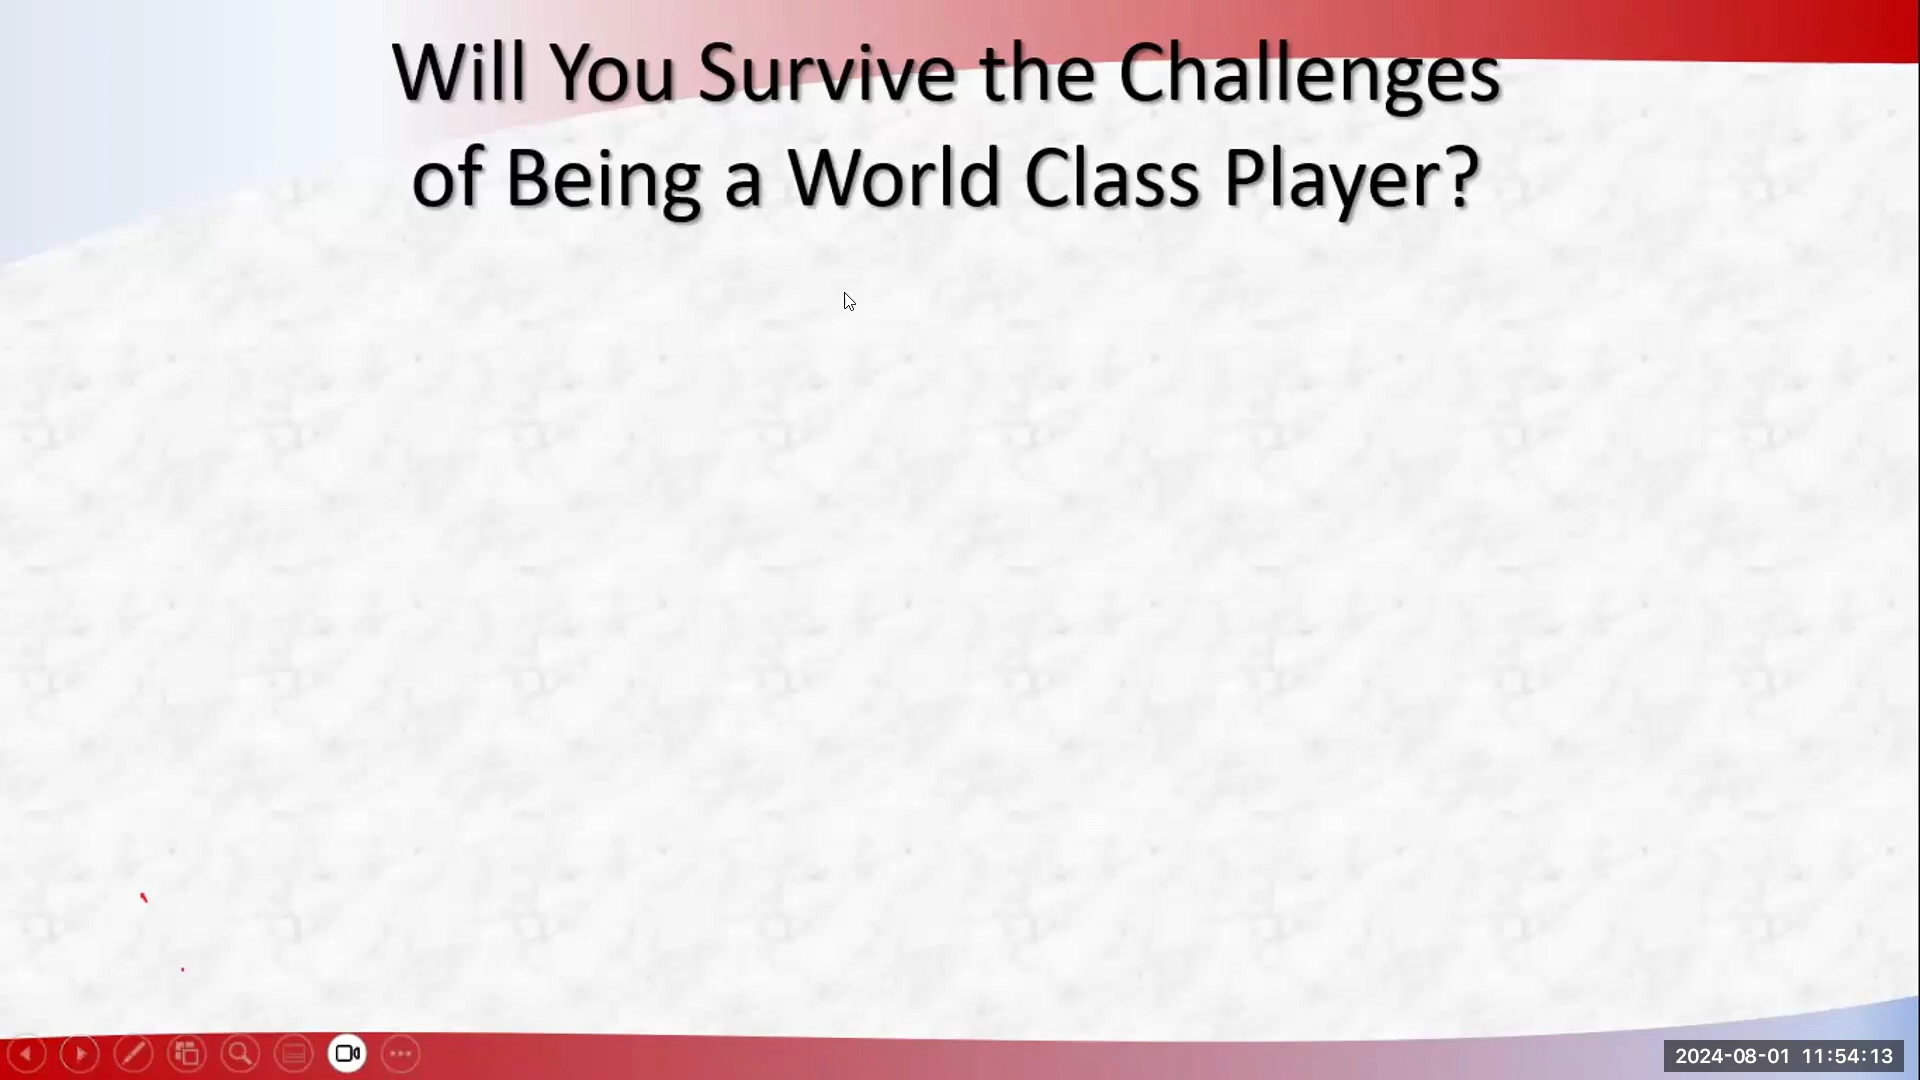 Will You Survive the Challenges
of Being a World Class Player?
2024-08-01 11:54:13